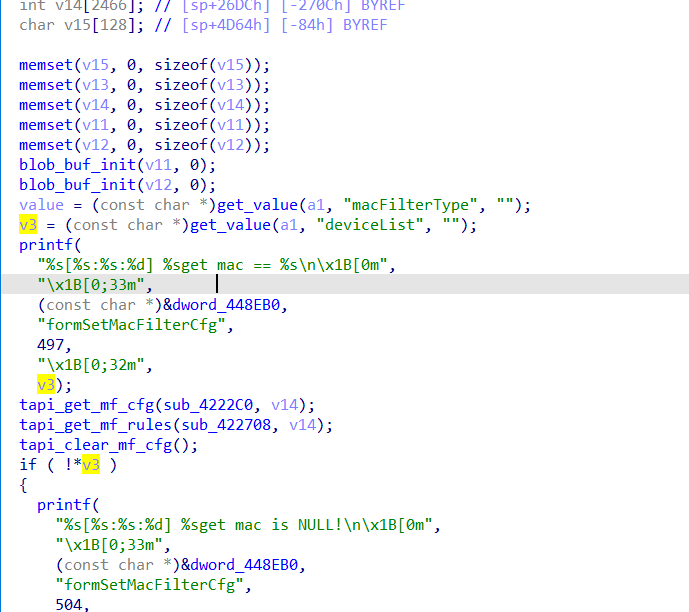 int v14[2466]; // [sp+26DCh] [-270Ch] BYREF
char v15[128]; // [sp+4D64h] [-84h] BYREF
memset(v15, 0, sizeof(v15));
memset(v13, 0, sizeof(v13));
memset(v14, 0, sizeof(v14));
memset(v11, 0, sizeof(v11));
memset(v12, 0, sizeof(v12));
blob_buf_init(v11, 0);
blob_buf_init(v12, 0);
value = (const char *)get_value(a1, "macFilterType", "");
v3 = (const char *)get_value(a1, "deviceList", "");
printf(
"%s[%s:%s:%d] %sget mac == %s\n\x1B[0m",
"\x1B[0;33m",
(const char *)&dword_448EB0,
"formSetMacFilterCfg",
497,
"\x1B[0;32m",
v3);
tapi_get_mf_cfg(sub_4222C0, v14);
tapi_get_mf_rules(sub_422708, v14);
tapi_clear_mf_cfg();
if ( !*v3 )
{
printf(
"%s[%s:%s:%d] %sget mac is NULL!\n\x1B[0m",
"\x1B[0;33m",
(const char *)&dword_448EB0,
"formSetMacFilterCfg",
504,